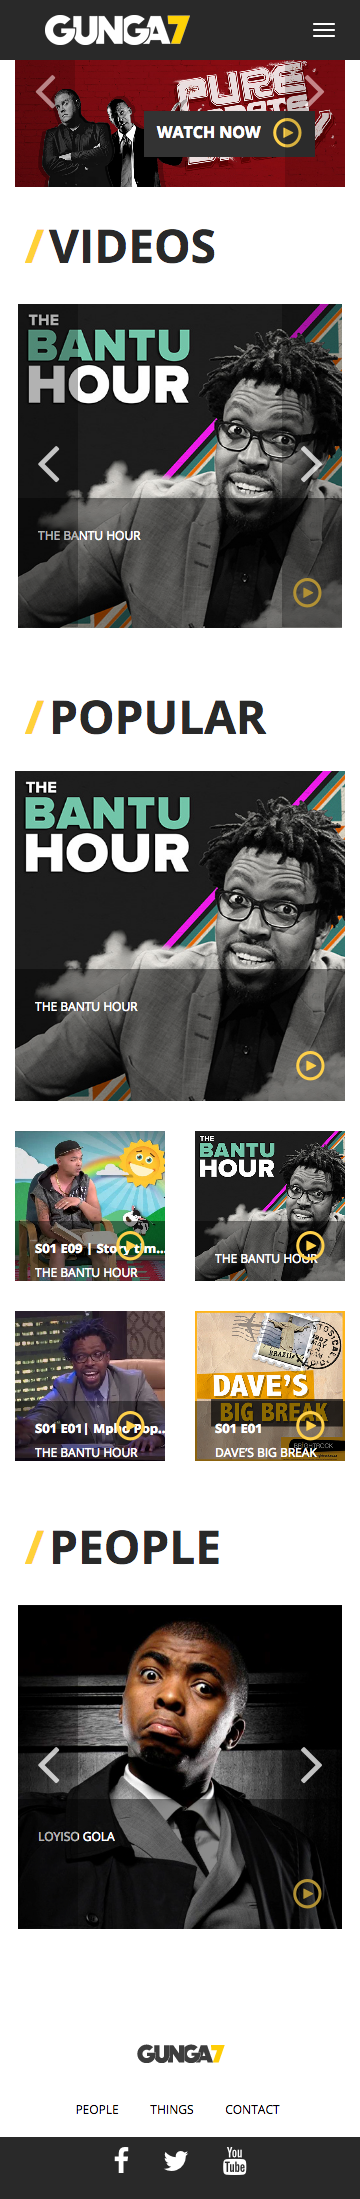 GUNGA7
PURE
WATCH NOW
/VIDEOS
THE
BANTU
HOUR
THE BANTU HOUR
/POPULAR
THE
BANTU
HOUR
THE BANTU HOUR
S01 E09 | Story tim...
THE BANTU HOUR
THE
BANTU
HOUR
THE BANTU HOUR
S01 E01| Mpho Pop...
THE BANTU HOUR
DAVE'S
BIG BREAK
S01 E01
DAVE'S BIG BREAK
/PEOPLE
LOYISO GOLA
GUNGA7
PEOPLE THINGS CONTACT
You
Tube